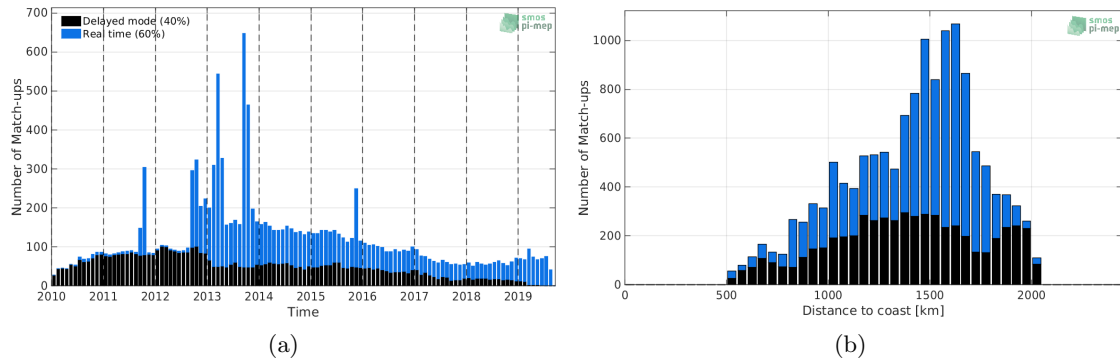 Delayed mode (40%)
Real time (60%)
smos
pi-mep
700
600
500
400
300
200
100
0
Number of Match-ups
2010 2011 2012 2013 2014 2015 2016 2017 2018 2019
Time
(a)
smos
pi-mep
1000
800
600
400
200
0
Number of Match-ups
0 500 1000 1500 2000
Distance to coast [km]
(b)